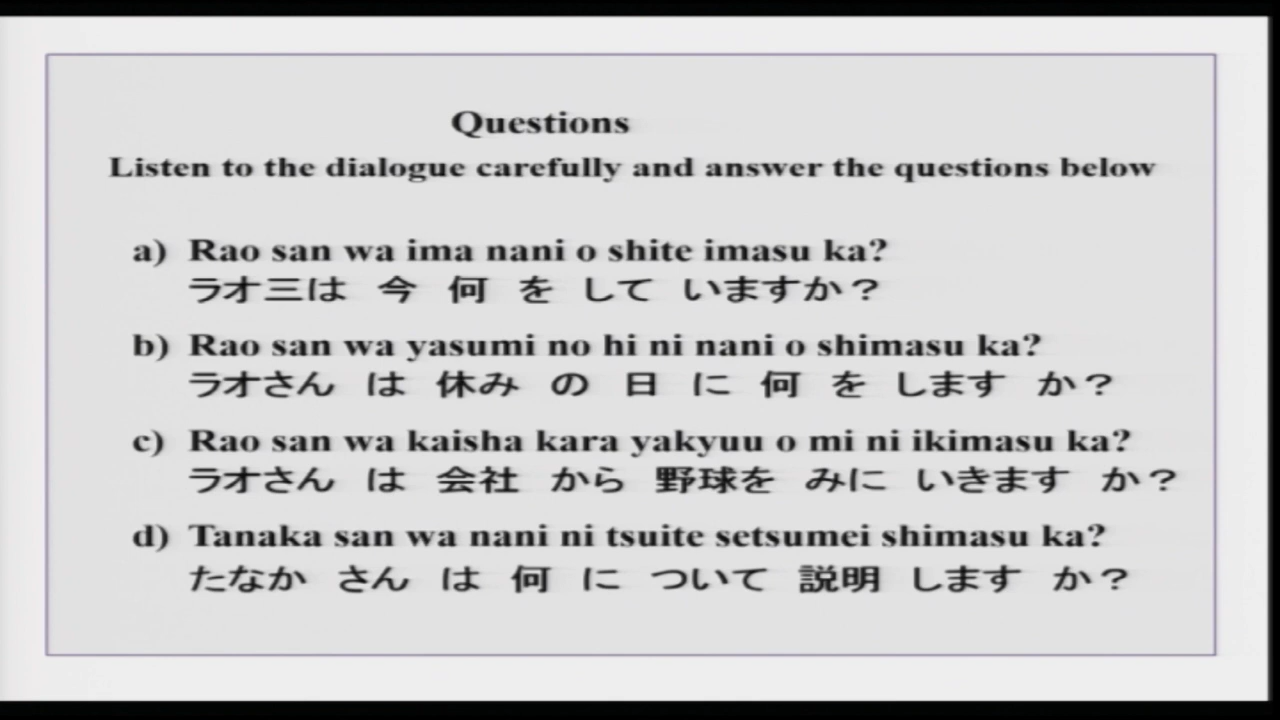 Questions
Listen to the dialogue carefully and answer the questions below
a) Rao san wa ima nani o shite imasu ka?
ラオ三は 今 何 を して いますか?
b) Rao san wa yasumi no hi ni nani o shimasu ka?
ラオさん は 休み の 日 に 何 を します か?
c) Rao san wa kaisha kara yakyuu o mi ni ikimasu ka?
ラオさん は 会社 から 野球を みに いきます か?
d) Tanaka san wa nani ni tsuite setsumei shimasu ka?
たなか さん は 何 に ついて 説明 します か?